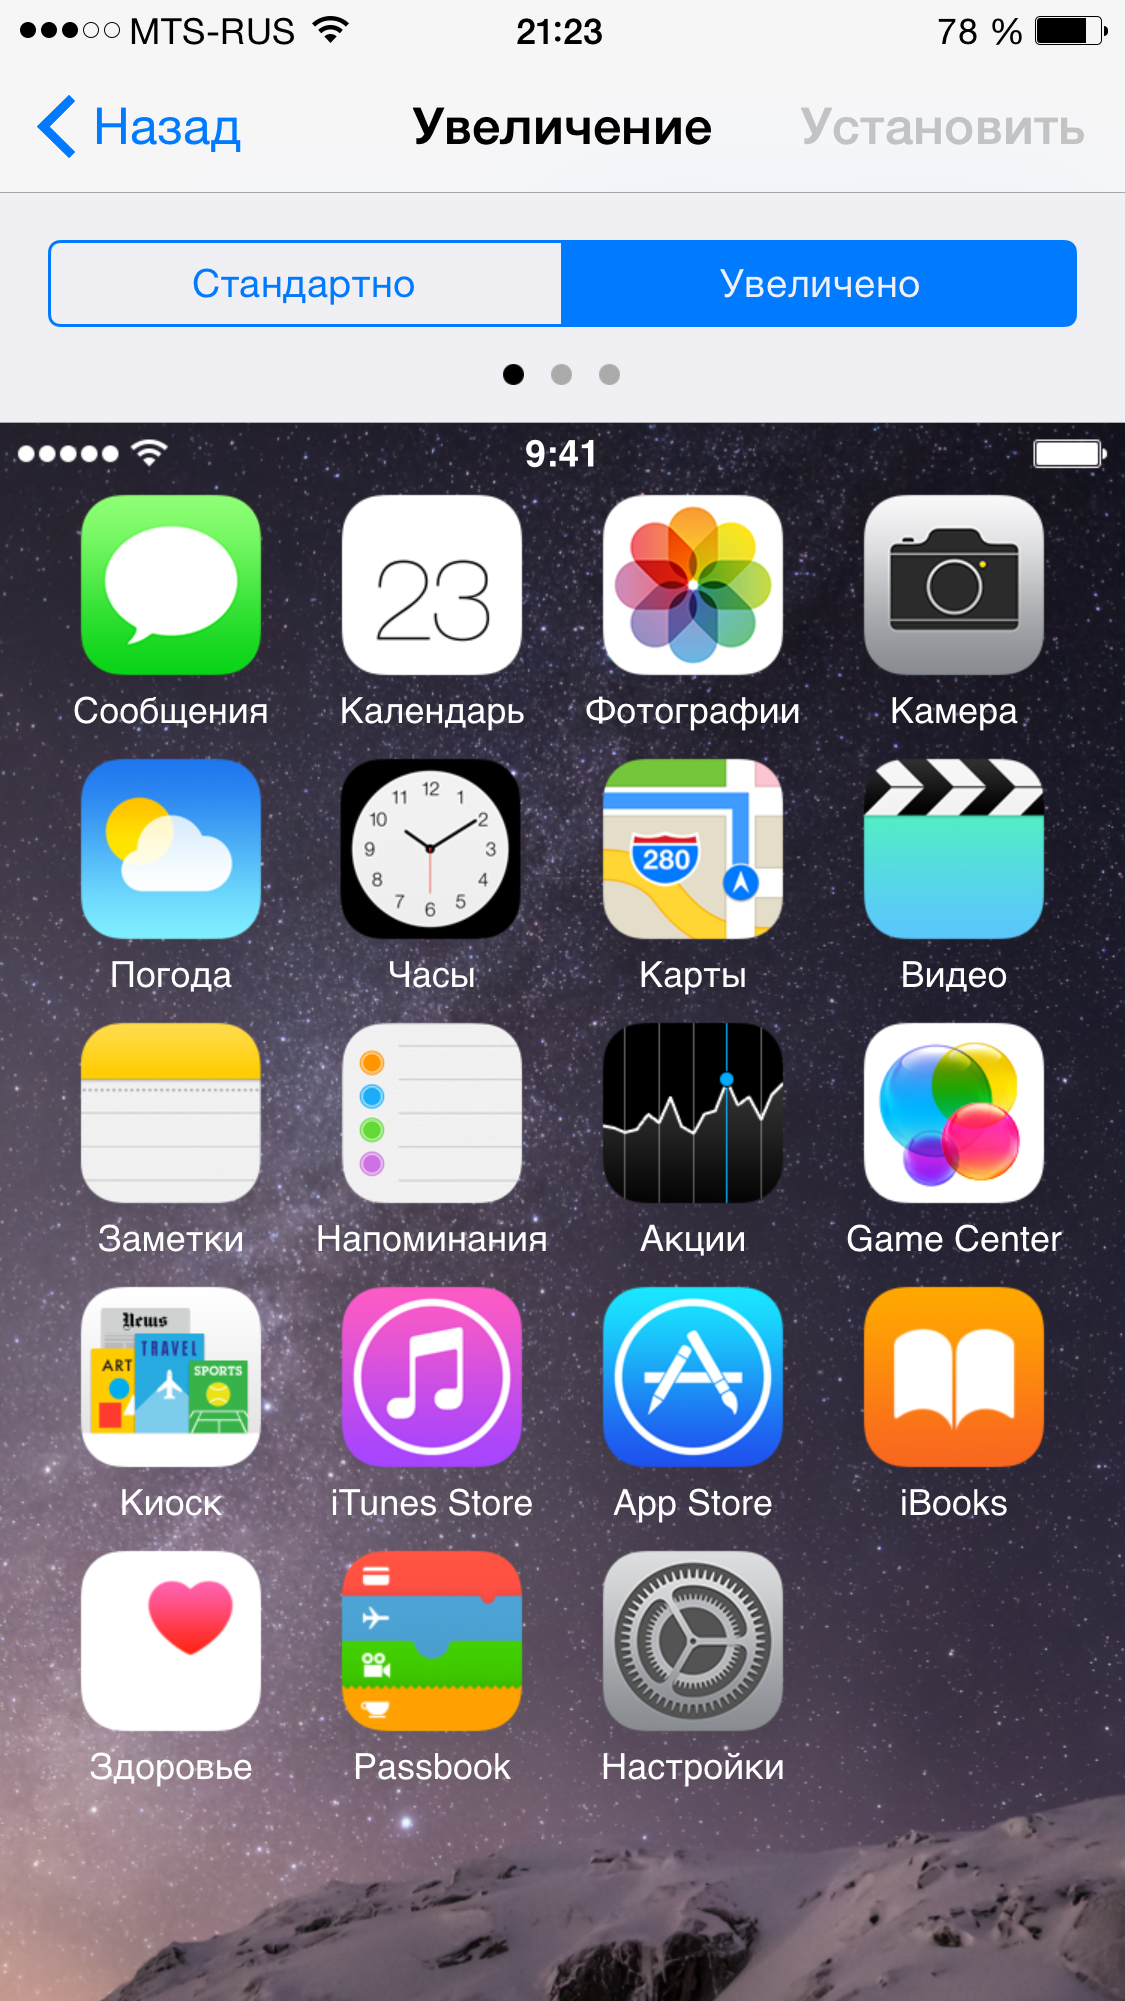 MTS-RUS 21:23 78 %
Назад Увеличение Установить
Стандартно Увеличено
9:41
23
Сообщения Календарь Фотографии Камера
11 12 1
10 2
9 3
8 4
7 6 5
280
Погода Часы Карты Видео
Заметки Напоминания Акции Game Center
News
TRAVEL
ART
SPORTS
Киоск iTunes Store App Store iBooks
Здоровье Passbook Настройки